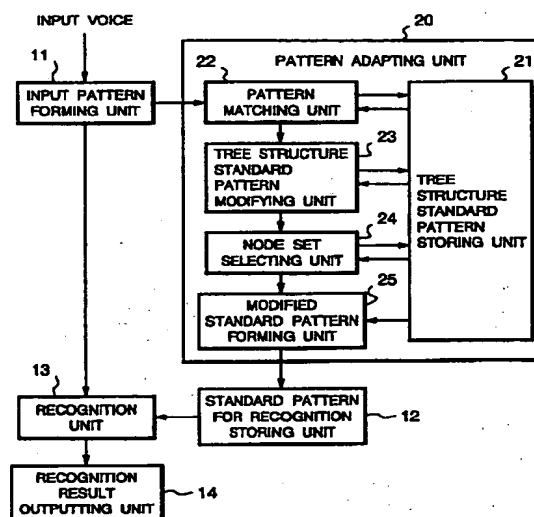 INPUT VOICE
11
INPUT PATTERN
FORMING UNIT
20
PATTERN ADAPTING UNIT
22
PATTERN
MATCHING UNIT
21
23
TREE STRUCTURE
STANDARD
PATTERN
MODIFYING UNIT
TREE
STRUCTURE
STANDARD
PATTERN
STORING UNIT
24
NODE SET
SELECTING UNIT
25
MODIFIED
STANDARD PATTERN
FORMING UNIT
13
RECOGNITION
UNIT
STANDARD PATTERN
FOR RECOGNITION
STORING UNIT
12
RECOGNITION
RESULT
OUTPUTTING UNIT
14